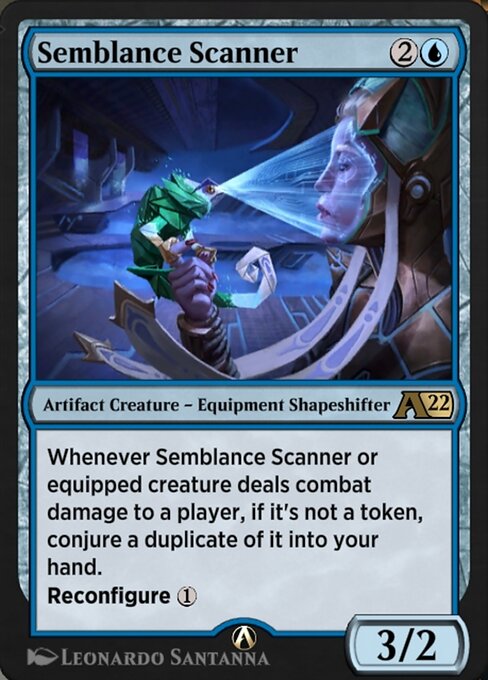 Semblance Scanner 2
Artifact Creature – Equipment Shapeshifter A22
Whenever Semblance Scanner or
equipped creature deals combat
damage to a player, if it's not a token,
conjure a duplicate of it into your
hand.
Reconfigure 1
3/2
Leonardo Santanna